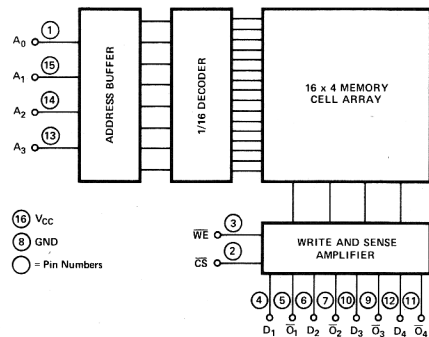 A0 1
A1 15
A2 14
A3 13
ADDRESS BUFFER
1/16 DECODER
16 x 4 MEMORY
CELL ARRAY
16 VCC
8 GND
= Pin Numbers
WE 3
CS 2
WRITE AND SENSE
AMPLIFIER
4 5 6 7 10 9 12 11
D1 O1 D2 O2 D3 O3 D4 O4